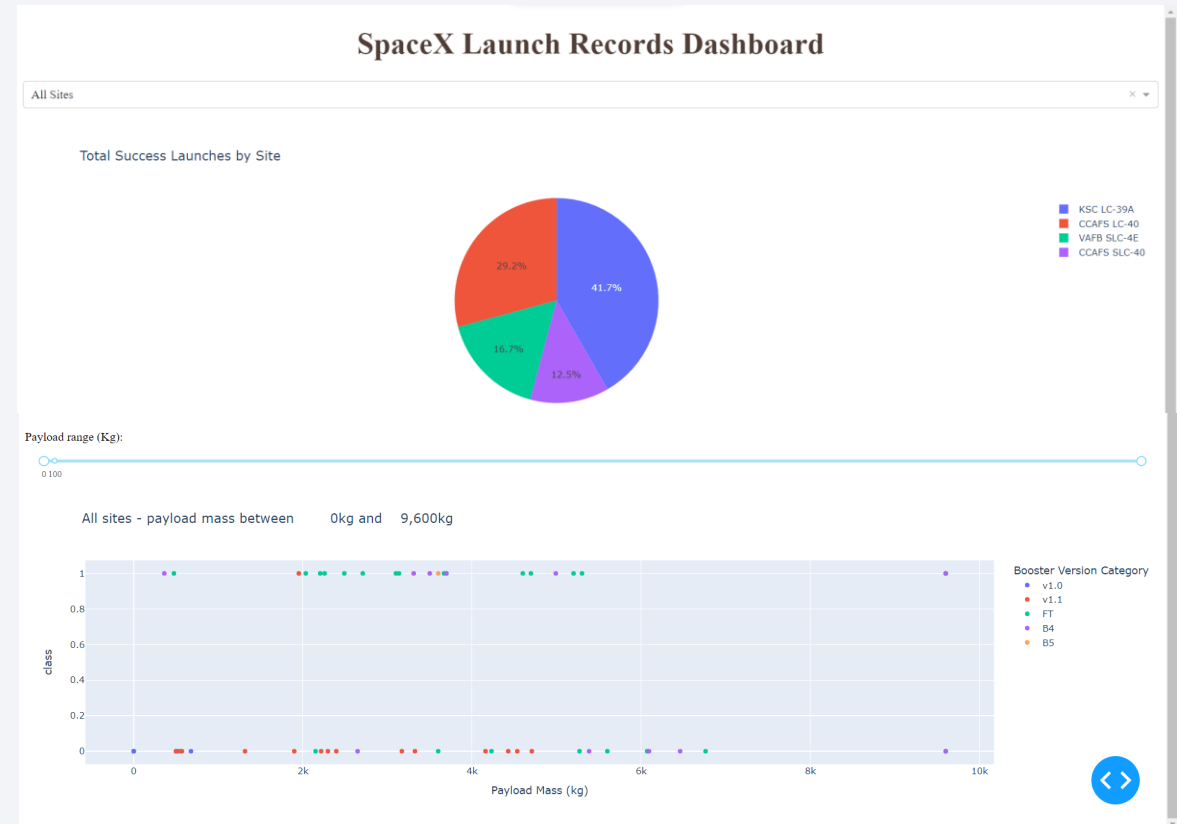 SpaceX Launch Records Dashboard
All Sites
Total Success Launches by Site
KSC LC-39A
CCAFS LC-40
VAFB SLC-4E
CCAFS SLC-40
29.2%
41.7%
16.7%
12.5%
Payload range (Kg):
0 100
All sites - payload mass between 0kg and 9,600kg
Booster Version Category
v1.0
v1.1
FT
B4
B5
class
1
0.8
0.6
0.4
0.2
0
0 2k 4k 6k 8k 10k
Payload Mass (kg)